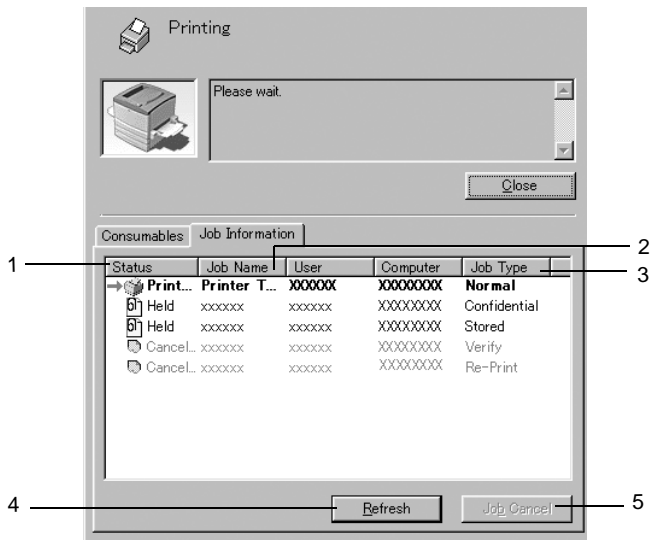 Printing
Please wait.
Close
Consumables Job Information
2
1
Status Job Name User Computer Job Type
3
Print... Printer T... XXXXXX XXXXXXXX Normal
Held xxxxxx xxxxxx XXXXXXXX Confidential
Held xxxxxx xxxxxx XXXXXXXX Stored
Cancel... xxxxxx xxxxxx XXXXXXXX Verify
Cancel... xxxxxx xxxxxx XXXXXXXX Re-Print
4
Refresh Job Cancel
5